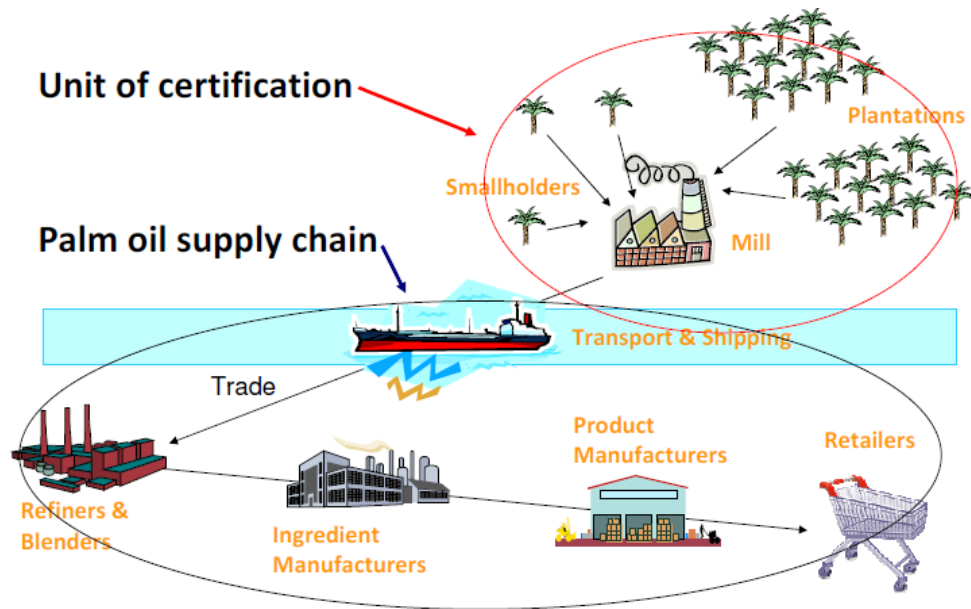 Unit of certification
Plantations
Smallholders
Mill
Palm oil supply chain
Transport & Shipping
Trade
Product
Manufacturers
Retailers
Refiners &
Blenders
Ingredient
Manufacturers